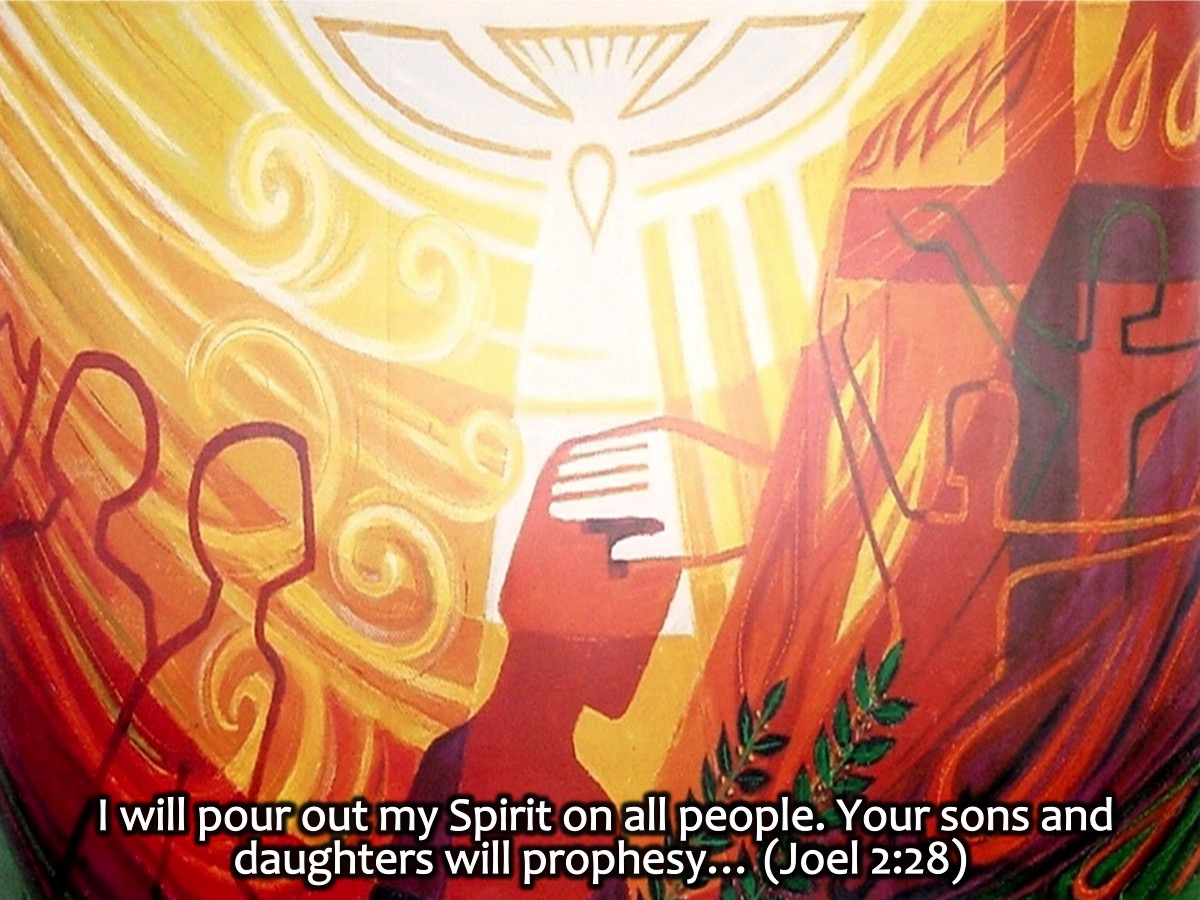 I will pour out my Spirit on all people. Your sons and
daughters will prophesy... (Joel 2:28)